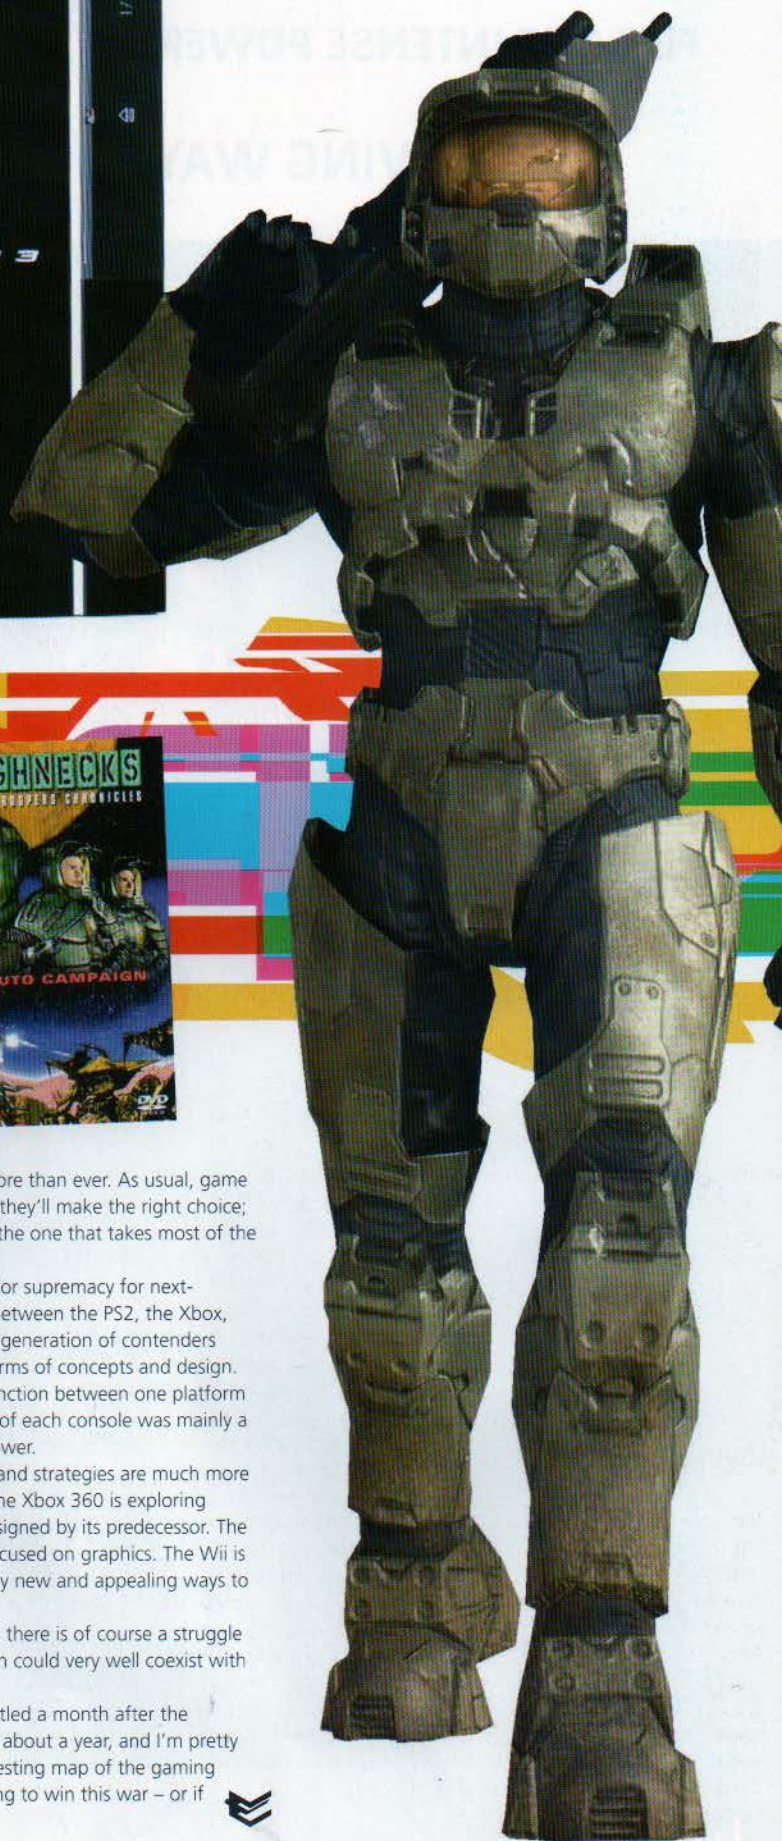 1/
3
GHNECKS
TROOPERS CHRONICLES
UTO CAMPAIGN
DVD
ore than ever. As usual, game
they'll make the right choice;
the one that takes most of the
or supremacy for next-
etween the PS2, the Xbox,
generation of contenders
rms of concepts and design.
nction between one platform
of each console was mainly a
wer.
and strategies are much more
ne Xbox 360 is exploring
signed by its predecessor. The
cused on graphics. The Wii is
y new and appealing ways to
there is of course a struggle
n could very well coexist with
tled a month after the
about a year, and I'm pretty
esting map of the gaming
ng to win this war – or if